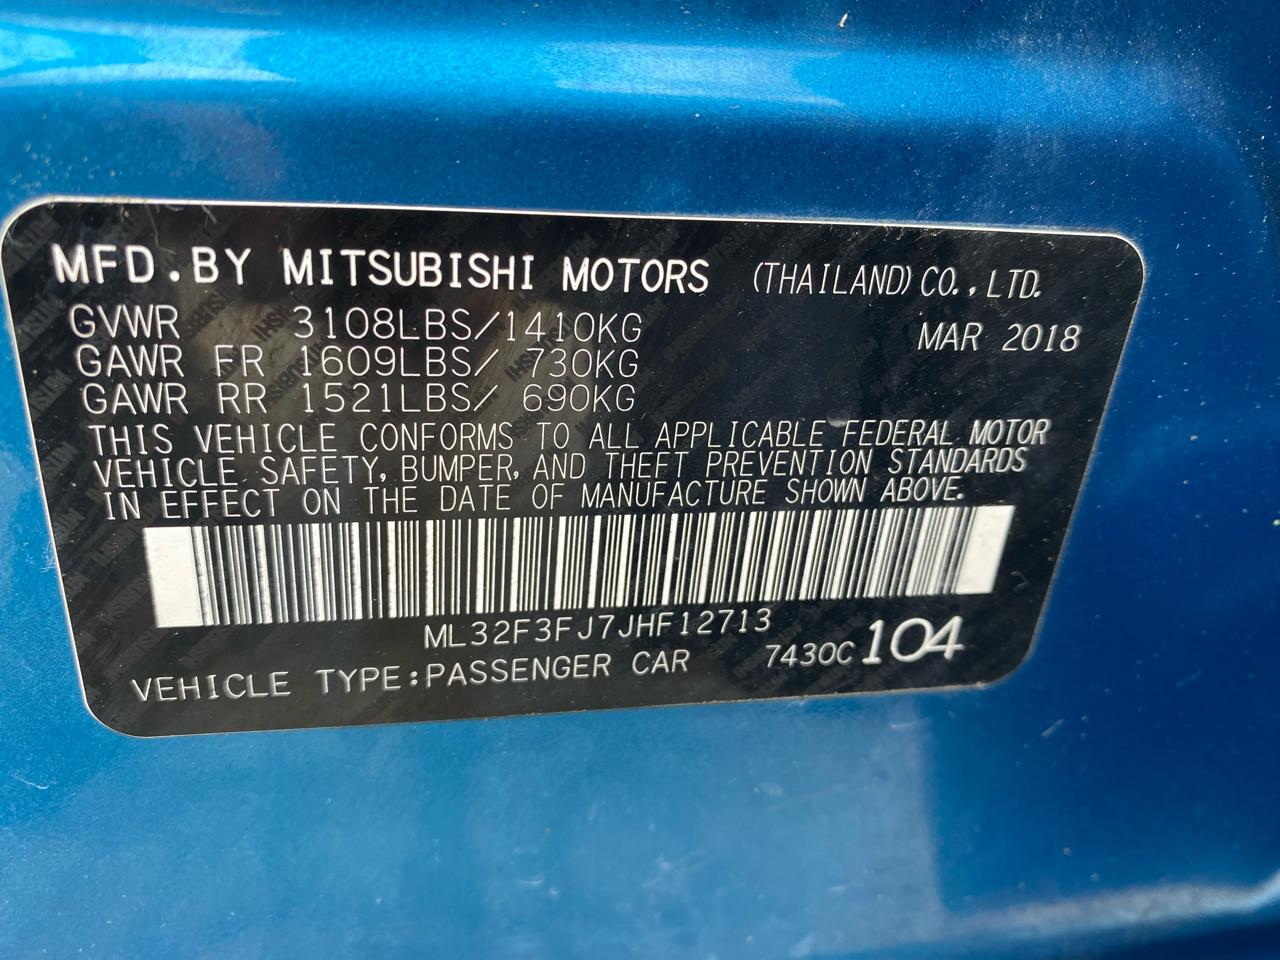 MFD.BY MITSUBISHI MOTORS (THAILAND) CO.,LTD.
GVWR 3108LBS/1410KG MAR 2018
GAWR FR 1609LBS/ 730KG
GAWR RR 1521LBS/ 690KG
THIS VEHICLE CONFORMS TO ALL APPLICABLE FEDERAL MOTOR
VEHICLE SAFETY, BUMPER, AND THEFT PREVENTION STANDARDS
IN EFFECT ON THE DATE OF MANUFACTURE SHOWN ABOVE.
ML32F3FJ7JHF12713
VEHICLE TYPE:PASSENGER CAR 7430C 104